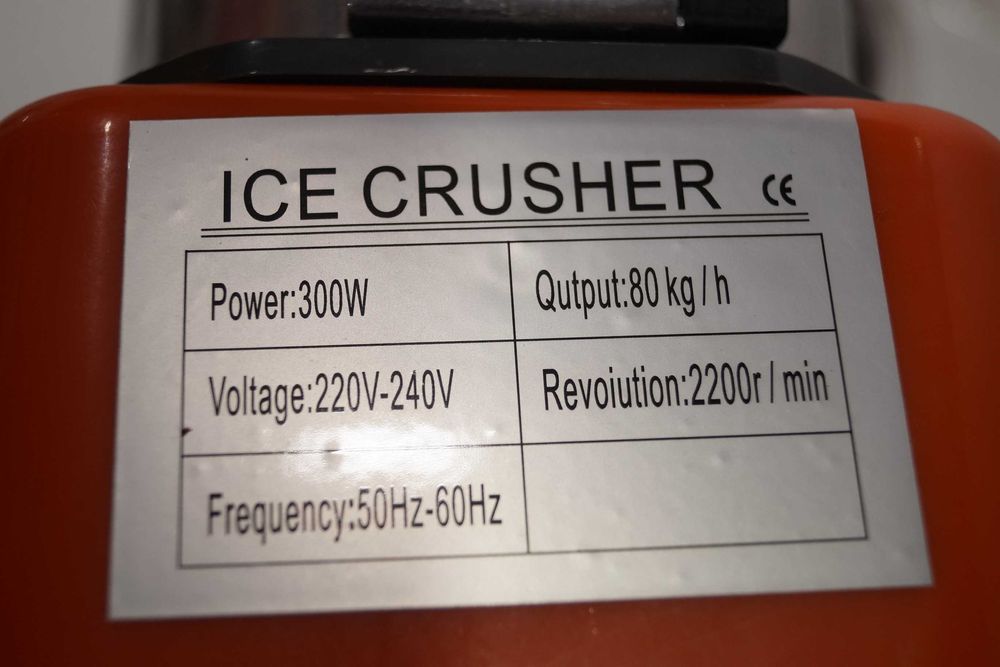 ICE CRUSHER CE
Power:300W Qutput:80 kg / h
Voltage:220V-240V Revoiution:2200r / min
Frequency:50Hz-60Hz